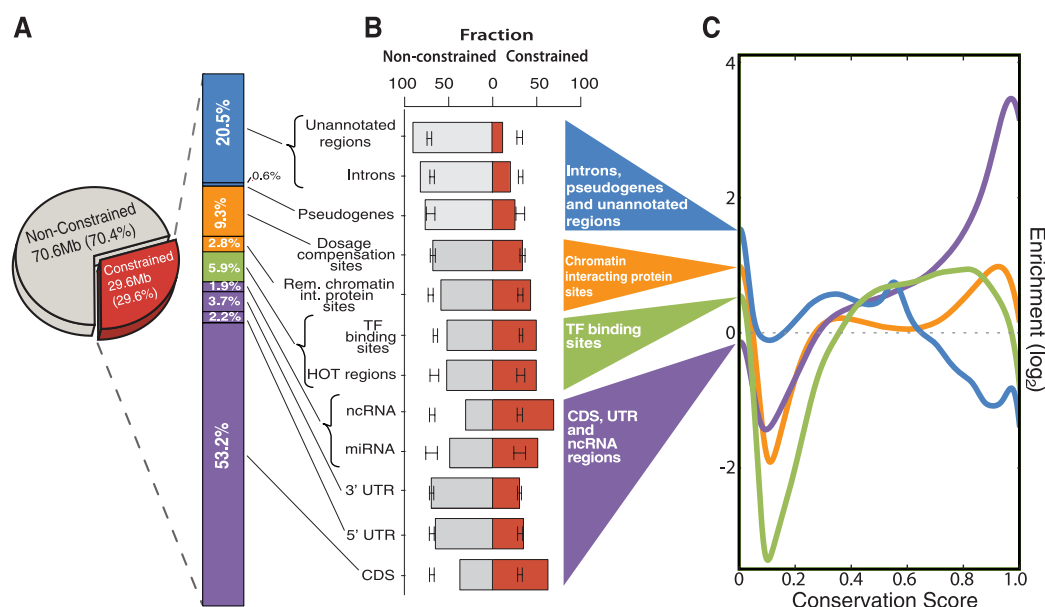 A
Non-Constrained
70.6Mb (70.4%)
Constrained
29.6Mb
(29.6%)
20.5%
0.6%
9.3%
2.8%
5.9%
1.9%
3.7%
2.2%
53.2%
B
Fraction
Non-constrained Constrained
100 50 0 50 100
Unannotated
regions
Introns
Pseudogenes
Dosage
compensation
sites
Rem. chromatin
int. protein
sites
TF
binding
sites
HOT regions
ncRNA
miRNA
3' UTR
5' UTR
CDS
Introns,
pseudogenes
and unannotated
regions
Chromatin
interacting protein
sites
TF binding
sites
CDS, UTR
and
ncRNA
regions
C
4
2
0
-2
0 0.2 0.4 0.6 0.8 1.0
Conservation Score
Enrichment (log2)